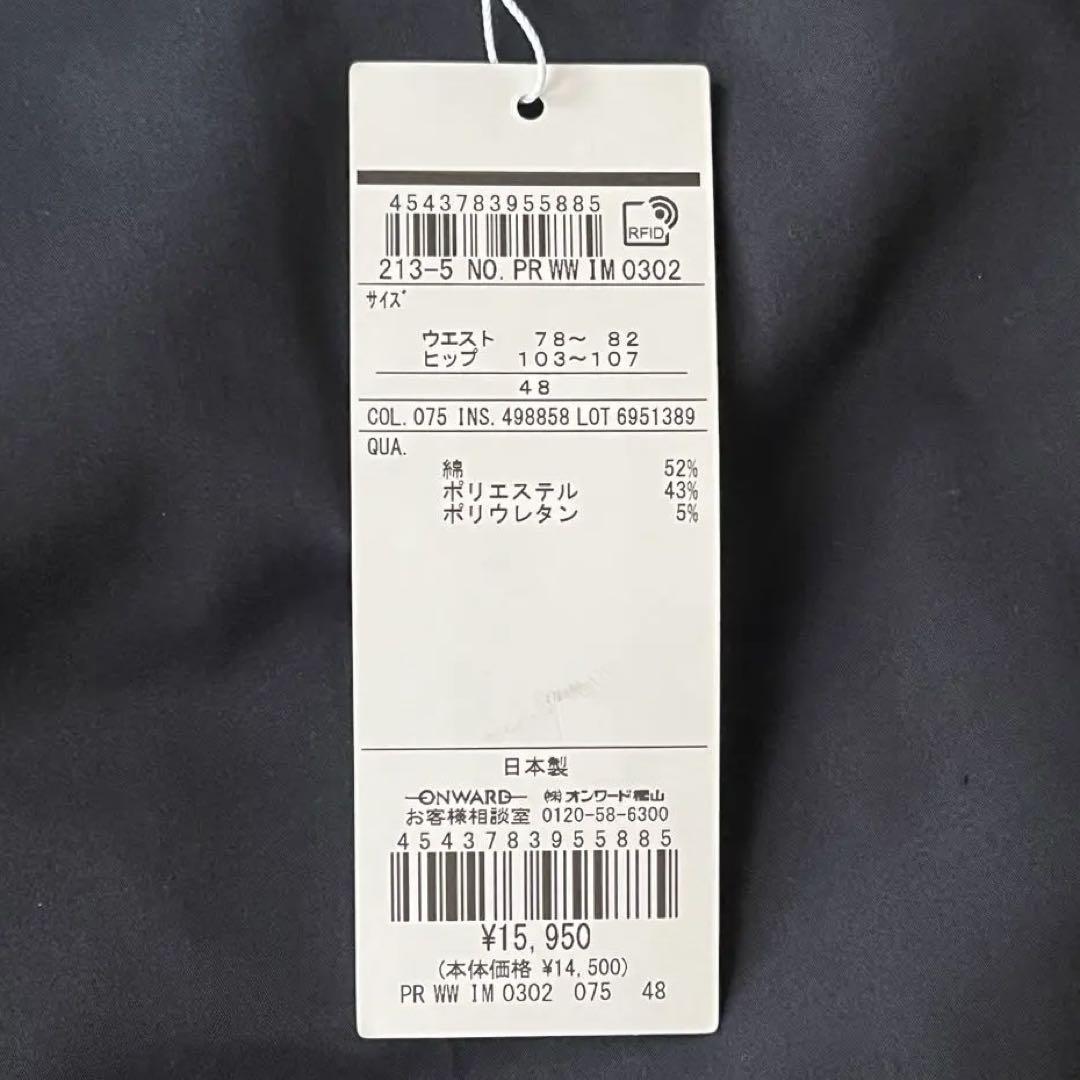 4543783955885
RFID
213-5 NO. PR WW IM 0302
サイズ
ウエスト 78〜 82
ヒップ 103〜107
48
COL. 075 INS. 498858 LOT 6951389
QUA.
綿 52%
ポリエステル 43%
ポリウレタン 5%
日本製
ONWARD ㈱オンワード樫山
お客様相談室 0120-58-6300
4543783955885
¥15,950
(本体価格 ¥14,500)
PR WW IM 0302 075 48